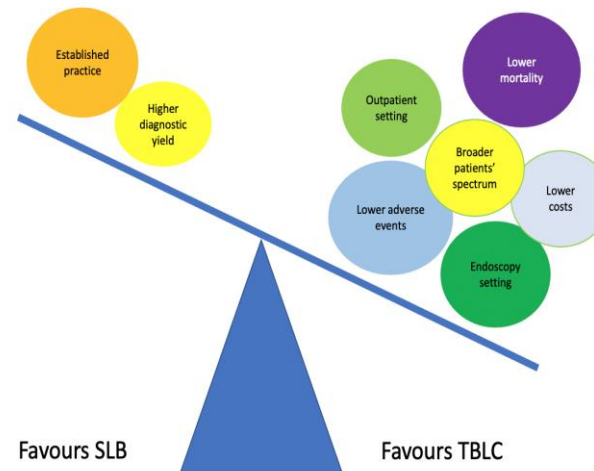 Established
practice
Higher
diagnostic
yield
Outpatient
setting
Lower
mortality
Broader
patients'
spectrum
Lower adverse
events
Lower
costs
Endoscopy
setting
Favours SLB
Favours TBLC